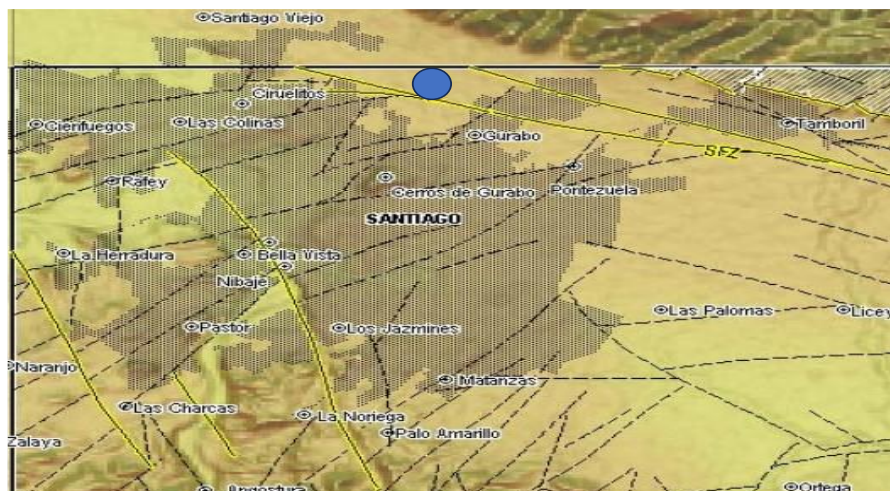 Santiago Viejo
Ciruelitos
Cienfuegos
Las Colinas
Tamboril
Gurabo
SFZ
Rafey
Cerros de Gurabo
Pontezuela
SANTIAGO
La Herradura
Bella Vista
Nibaje
Las Palomas
Licey
Pastor
Los Jazmines
Naranjo
Matanzas
Las Charcas
La Noriega
Zalaya
Palo Amarillo
Angostura
Ortega